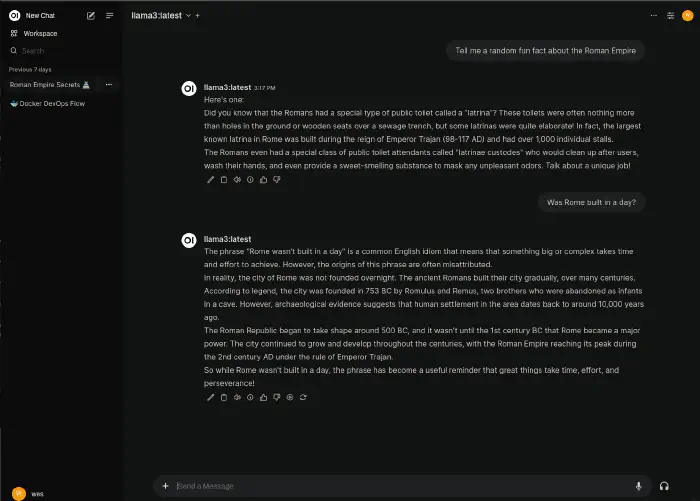 OI New Chat
Workspace
Search
Previous 7 days
Roman Empire Secrets
Docker DevOps Flow
wes
llama3:latest
Tell me a random fun fact about the Roman Empire
OI llama3:latest 3:17 PM
Here's one:
Did you know that the Romans had a special type of public toilet called a "latrina"? These toilets were often nothing more
than holes in the ground or wooden seats over a sewage trench, but some latrinas were quite elaborate! In fact, the largest
known latrina in Rome was built during the reign of Emperor Trajan (98-117 AD) and had over 1,000 individual stalls.
The Romans even had a special class of public toilet attendants called "latrinae custodes" who would clean up after users,
wash their hands, and even provide a sweet-smelling substance to mask any unpleasant odors. Talk about a unique job!
Was Rome built in a day?
OI llama3:latest
The phrase "Rome wasn't built in a day" is a common English idiom that means that something big or complex takes time
and effort to achieve. However, the origins of this phrase are often misattributed.
In reality, the city of Rome was not founded overnight. The ancient Romans built their city gradually, over many centuries.
According to legend, the city was founded in 753 BC by Romulus and Remus, two brothers who were abandoned as infants
in a cave. However, archaeological evidence suggests that human settlement in the area dates back to around 10,000 years
ago.
The Roman Republic began to take shape around 500 BC, and it wasn't until the 1st century BC that Rome became a major
power. The city continued to grow and develop throughout the centuries, with the Roman Empire reaching its peak during
the 2nd century AD under the rule of Emperor Trajan.
So while Rome wasn't built in a day, the phrase has become a useful reminder that great things take time, effort, and
perseverance!
Send a Message